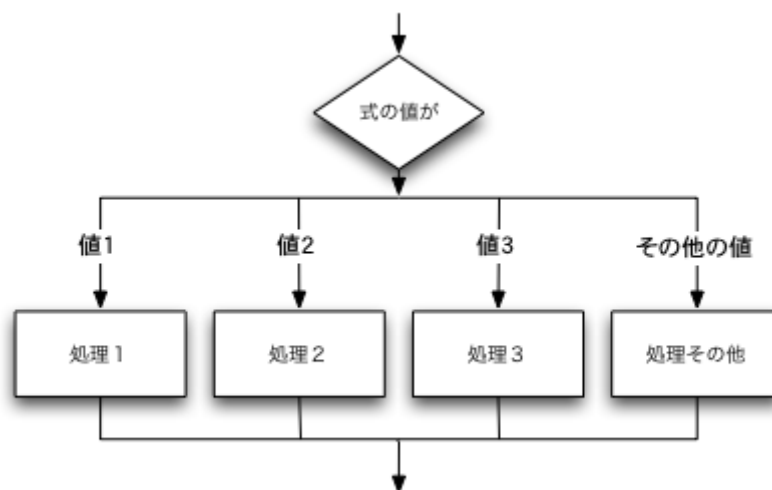 式の値が
値1
値2
値3
その他の値
処理１
処理２
処理３
処理その他